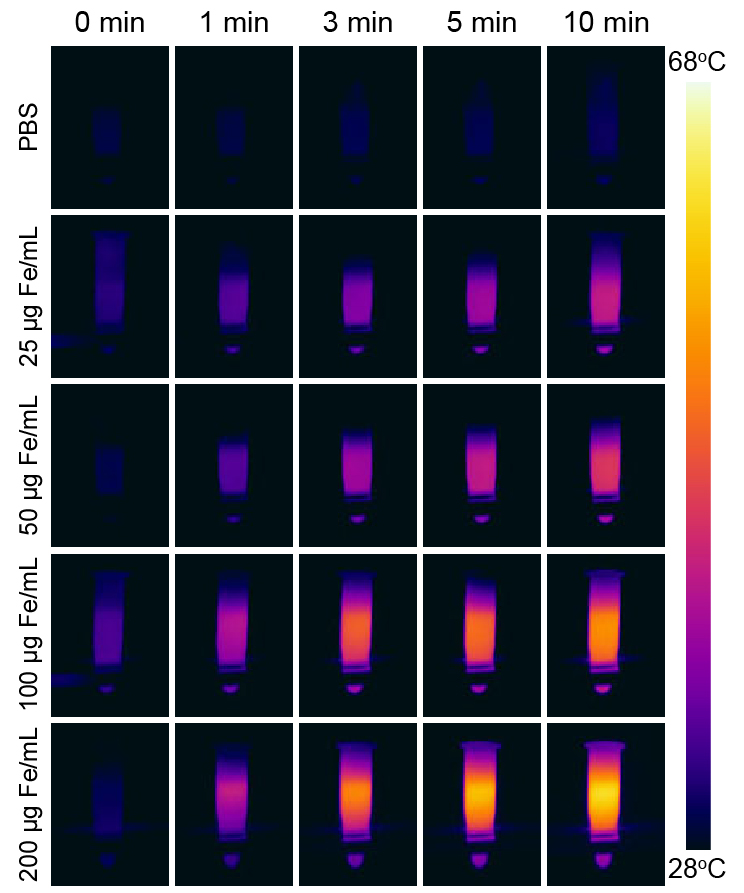 0 min 1 min 3 min 5 min 10 min
68°C
PBS
25 µg Fe/mL
50 µg Fe/mL
100 µg Fe/mL
200 µg Fe/mL
28°C